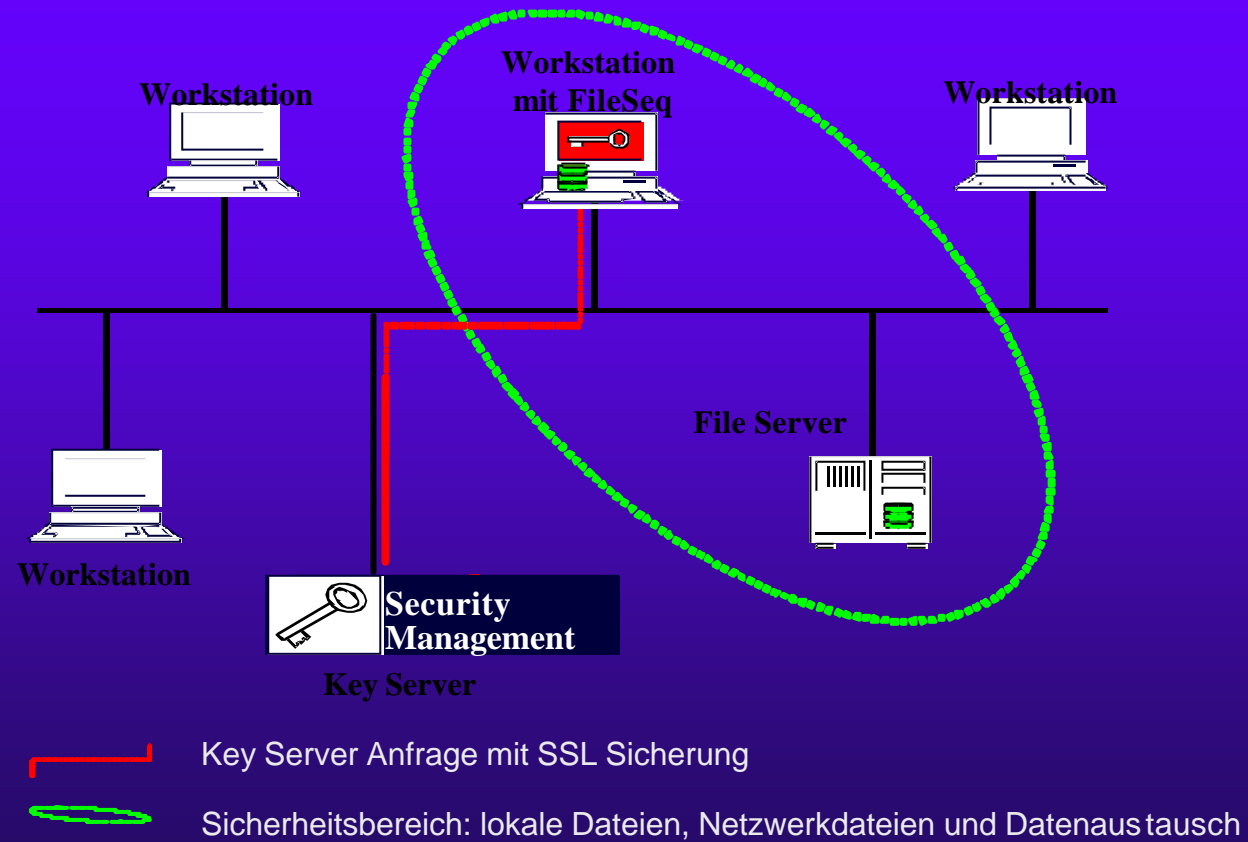 Workstation
mit FileSeq
Workstation
Workstation
File Server
Workstation
Security
Management
Key Server
Key Server Anfrage mit SSL Sicherung
Sicherheitsbereich: lokale Dateien, Netzwerkdateien und Datenaustausch